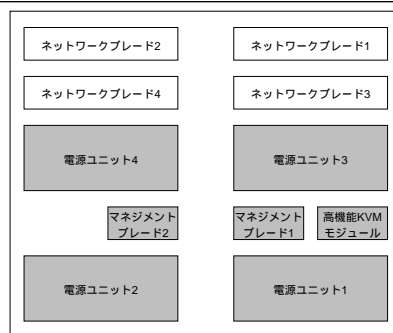 ネットワークブレード2
ネットワークブレード1
ネットワークブレード4
ネットワークブレード3
電源ユニット4
電源ユニット3
マネジメント
ブレード2
マネジメント
ブレード1
高機能KVM
モジュール
電源ユニット2
電源ユニット1